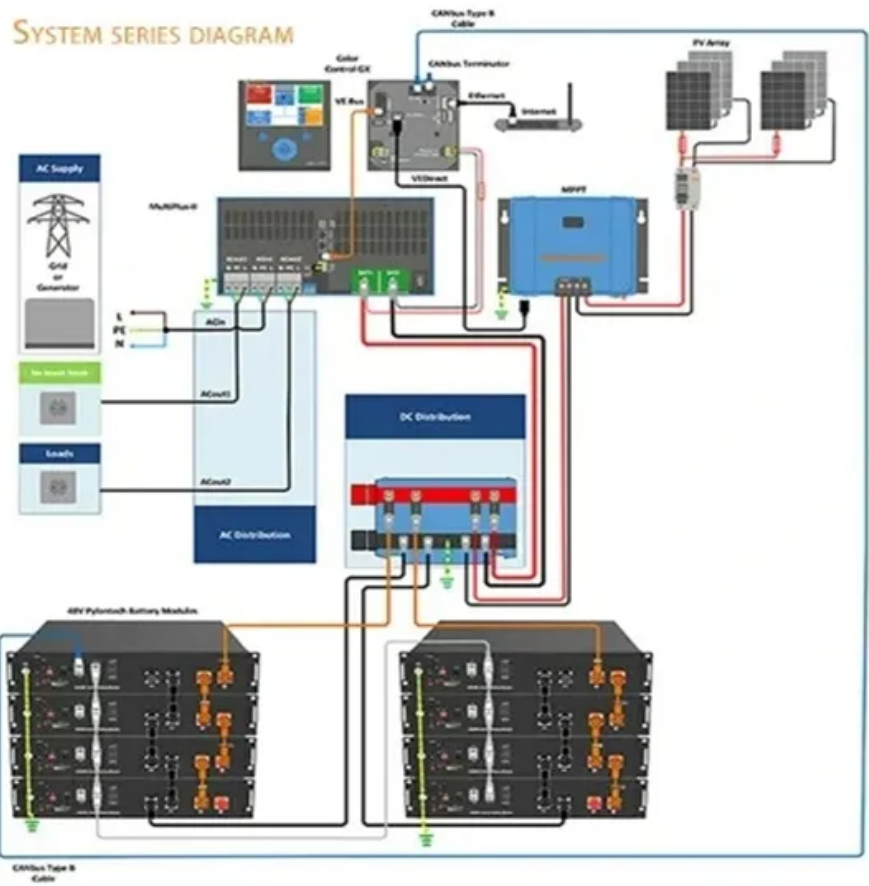 SYSTEM SERIES DIAGRAM
CANbus Type B
Cable
Color
Control GX
CANbus Terminator
PV Array
VE Bus
Ethernet
Internet
AC Supply
VE Direct
MPPT
MultiPlus-II
Grid
or
Generator
L
PE
N
ACin
ACout1
DC Distribution
Loads
ACout2
AC Distribution
48V Pylontech Battery Modules
CANbus Type B
Cable